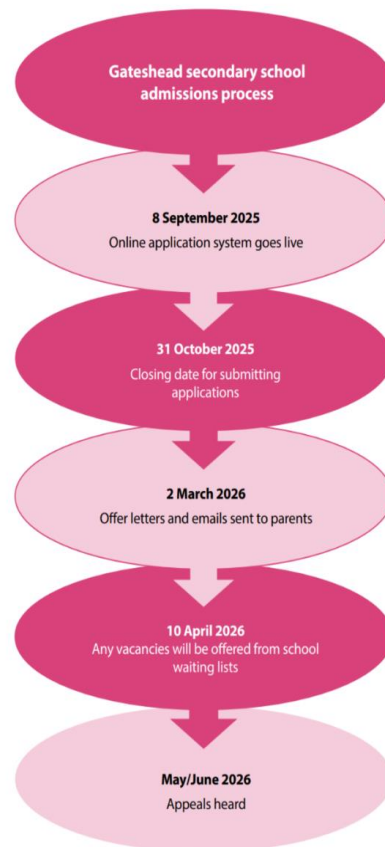 Gateshead secondary school
admissions process
8 September 2025
Online application system goes live
31 October 2025
Closing date for submitting
applications
2 March 2026
Offer letters and emails sent to parents
10 April 2026
Any vacancies will be offered from school
waiting lists
May/June 2026
Appeals heard